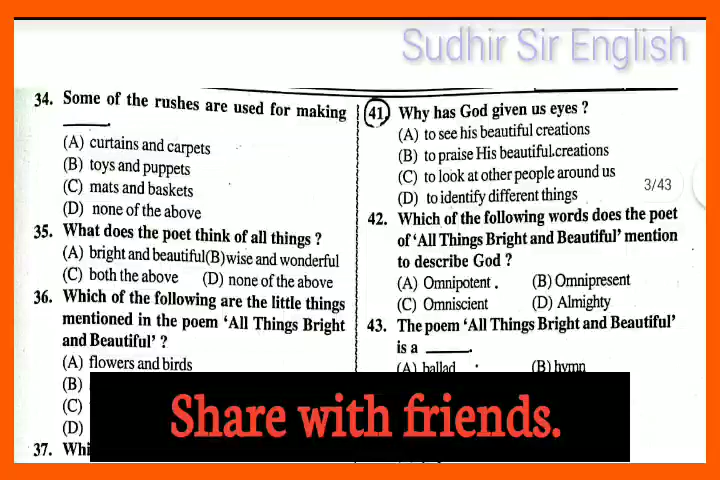 Sudhir Sir English
34. Some of the rushes are used for making
______.
(A) curtains and carpets
(B) toys and puppets
(C) mats and baskets
(D) none of the above
35. What does the poet think of all things ?
(A) bright and beautiful (B) wise and wonderful
(C) both the above (D) none of the above
36. Which of the following are the little things
mentioned in the poem 'All Things Bright
and Beautiful' ?
(A) flowers and birds
(B)
(C)
(D)
37. Whi
41. Why has God given us eyes ?
(A) to see his beautiful creations
(B) to praise His beautiful creations
(C) to look at other people around us
(D) to identify different things
3/43
42. Which of the following words does the poet
of 'All Things Bright and Beautiful' mention
to describe God ?
(A) Omnipotent . (B) Omnipresent
(C) Omniscient (D) Almighty
43. The poem 'All Things Bright and Beautiful'
is a ______.
(A) ballad (B) hymn
Share with friends.